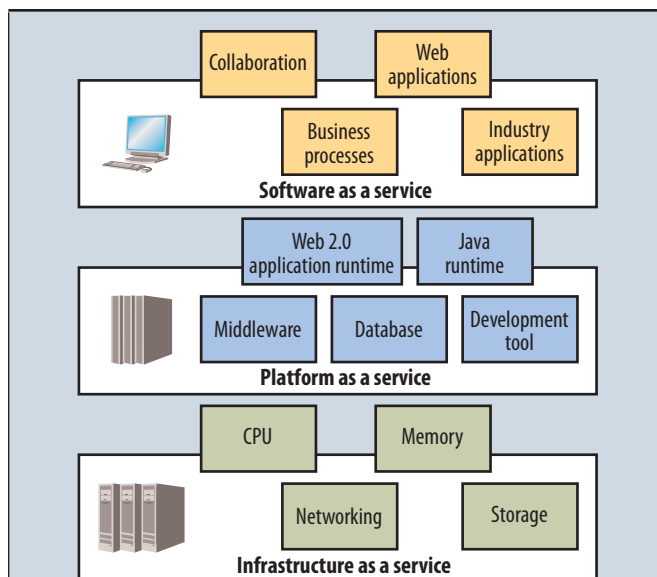 Collaboration
Web
applications
Business
processes
Industry
applications
Software as a service
Web 2.0
application runtime
Java
runtime
Middleware
Database
Development
tool
Platform as a service
CPU
Memory
Networking
Storage
Infrastructure as a service